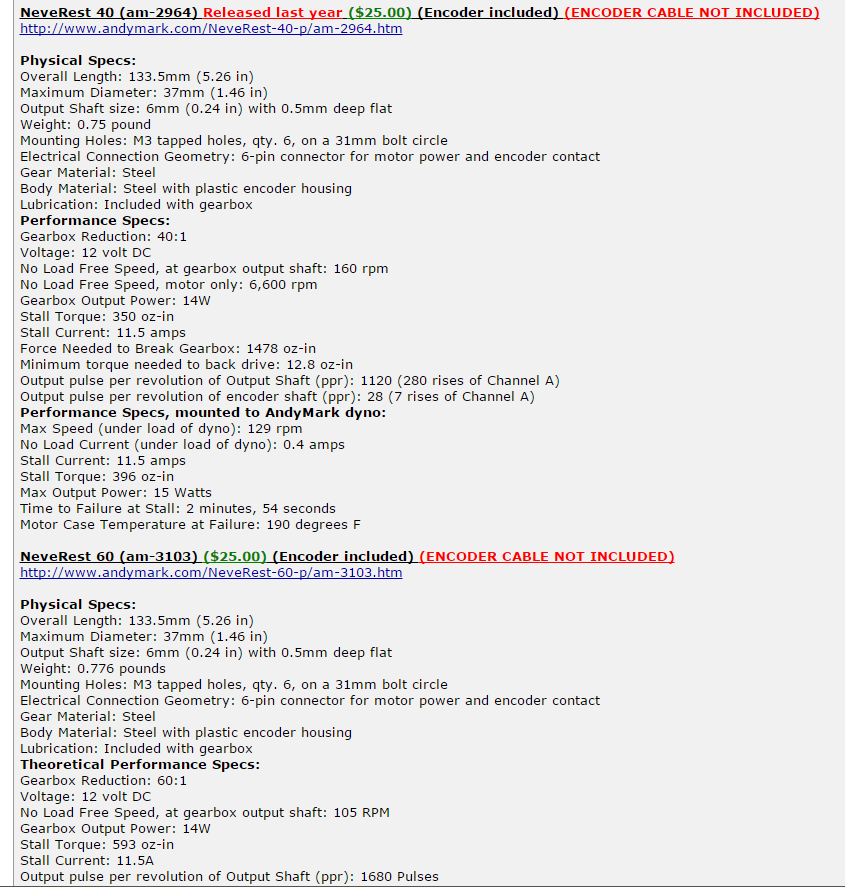 NeveRest 40 (am-2964) Released last year ($25.00) (Encoder included) (ENCODER CABLE NOT INCLUDED)
http://www.andymark.com/NeveRest-40-p/am-2964.htm
Physical Specs:
Overall Length: 133.5mm (5.26 in)
Maximum Diameter: 37mm (1.46 in)
Output Shaft size: 6mm (0.24 in) with 0.5mm deep flat
Weight: 0.75 pound
Mounting Holes: M3 tapped holes, qty. 6, on a 31mm bolt circle
Electrical Connection Geometry: 6-pin connector for motor power and encoder contact
Gear Material: Steel
Body Material: Steel with plastic encoder housing
Lubrication: Included with gearbox
Performance Specs:
Gearbox Reduction: 40:1
Voltage: 12 volt DC
No Load Free Speed, at gearbox output shaft: 160 rpm
No Load Free Speed, motor only: 6,600 rpm
Gearbox Output Power: 14W
Stall Torque: 350 oz-in
Stall Current: 11.5 amps
Force Needed to Break Gearbox: 1478 oz-in
Minimum torque needed to back drive: 12.8 oz-in
Output pulse per revolution of Output Shaft (ppr): 1120 (280 rises of Channel A)
Output pulse per revolution of encoder shaft (ppr): 28 (7 rises of Channel A)
Performance Specs, mounted to AndyMark dyno:
Max Speed (under load of dyno): 129 rpm
No Load Current (under load of dyno): 0.4 amps
Stall Current: 11.5 amps
Stall Torque: 396 oz-in
Max Output Power: 15 Watts
Time to Failure at Stall: 2 minutes, 54 seconds
Motor Case Temperature at Failure: 190 degrees F
NeveRest 60 (am-3103) ($25.00) (Encoder included) (ENCODER CABLE NOT INCLUDED)
http://www.andymark.com/NeveRest-60-p/am-3103.htm
Physical Specs:
Overall Length: 133.5mm (5.26 in)
Maximum Diameter: 37mm (1.46 in)
Output Shaft size: 6mm (0.24 in) with 0.5mm deep flat
Weight: 0.776 pounds
Mounting Holes: M3 tapped holes, qty. 6, on a 31mm bolt circle
Electrical Connection Geometry: 6-pin connector for motor power and encoder contact
Gear Material: Steel
Body Material: Steel with plastic encoder housing
Lubrication: Included with gearbox
Theoretical Performance Specs:
Gearbox Reduction: 60:1
Voltage: 12 volt DC
No Load Free Speed, at gearbox output shaft: 105 RPM
Gearbox Output Power: 14W
Stall Torque: 593 oz-in
Stall Current: 11.5A
Output pulse per revolution of Output Shaft (ppr): 1680 Pulses